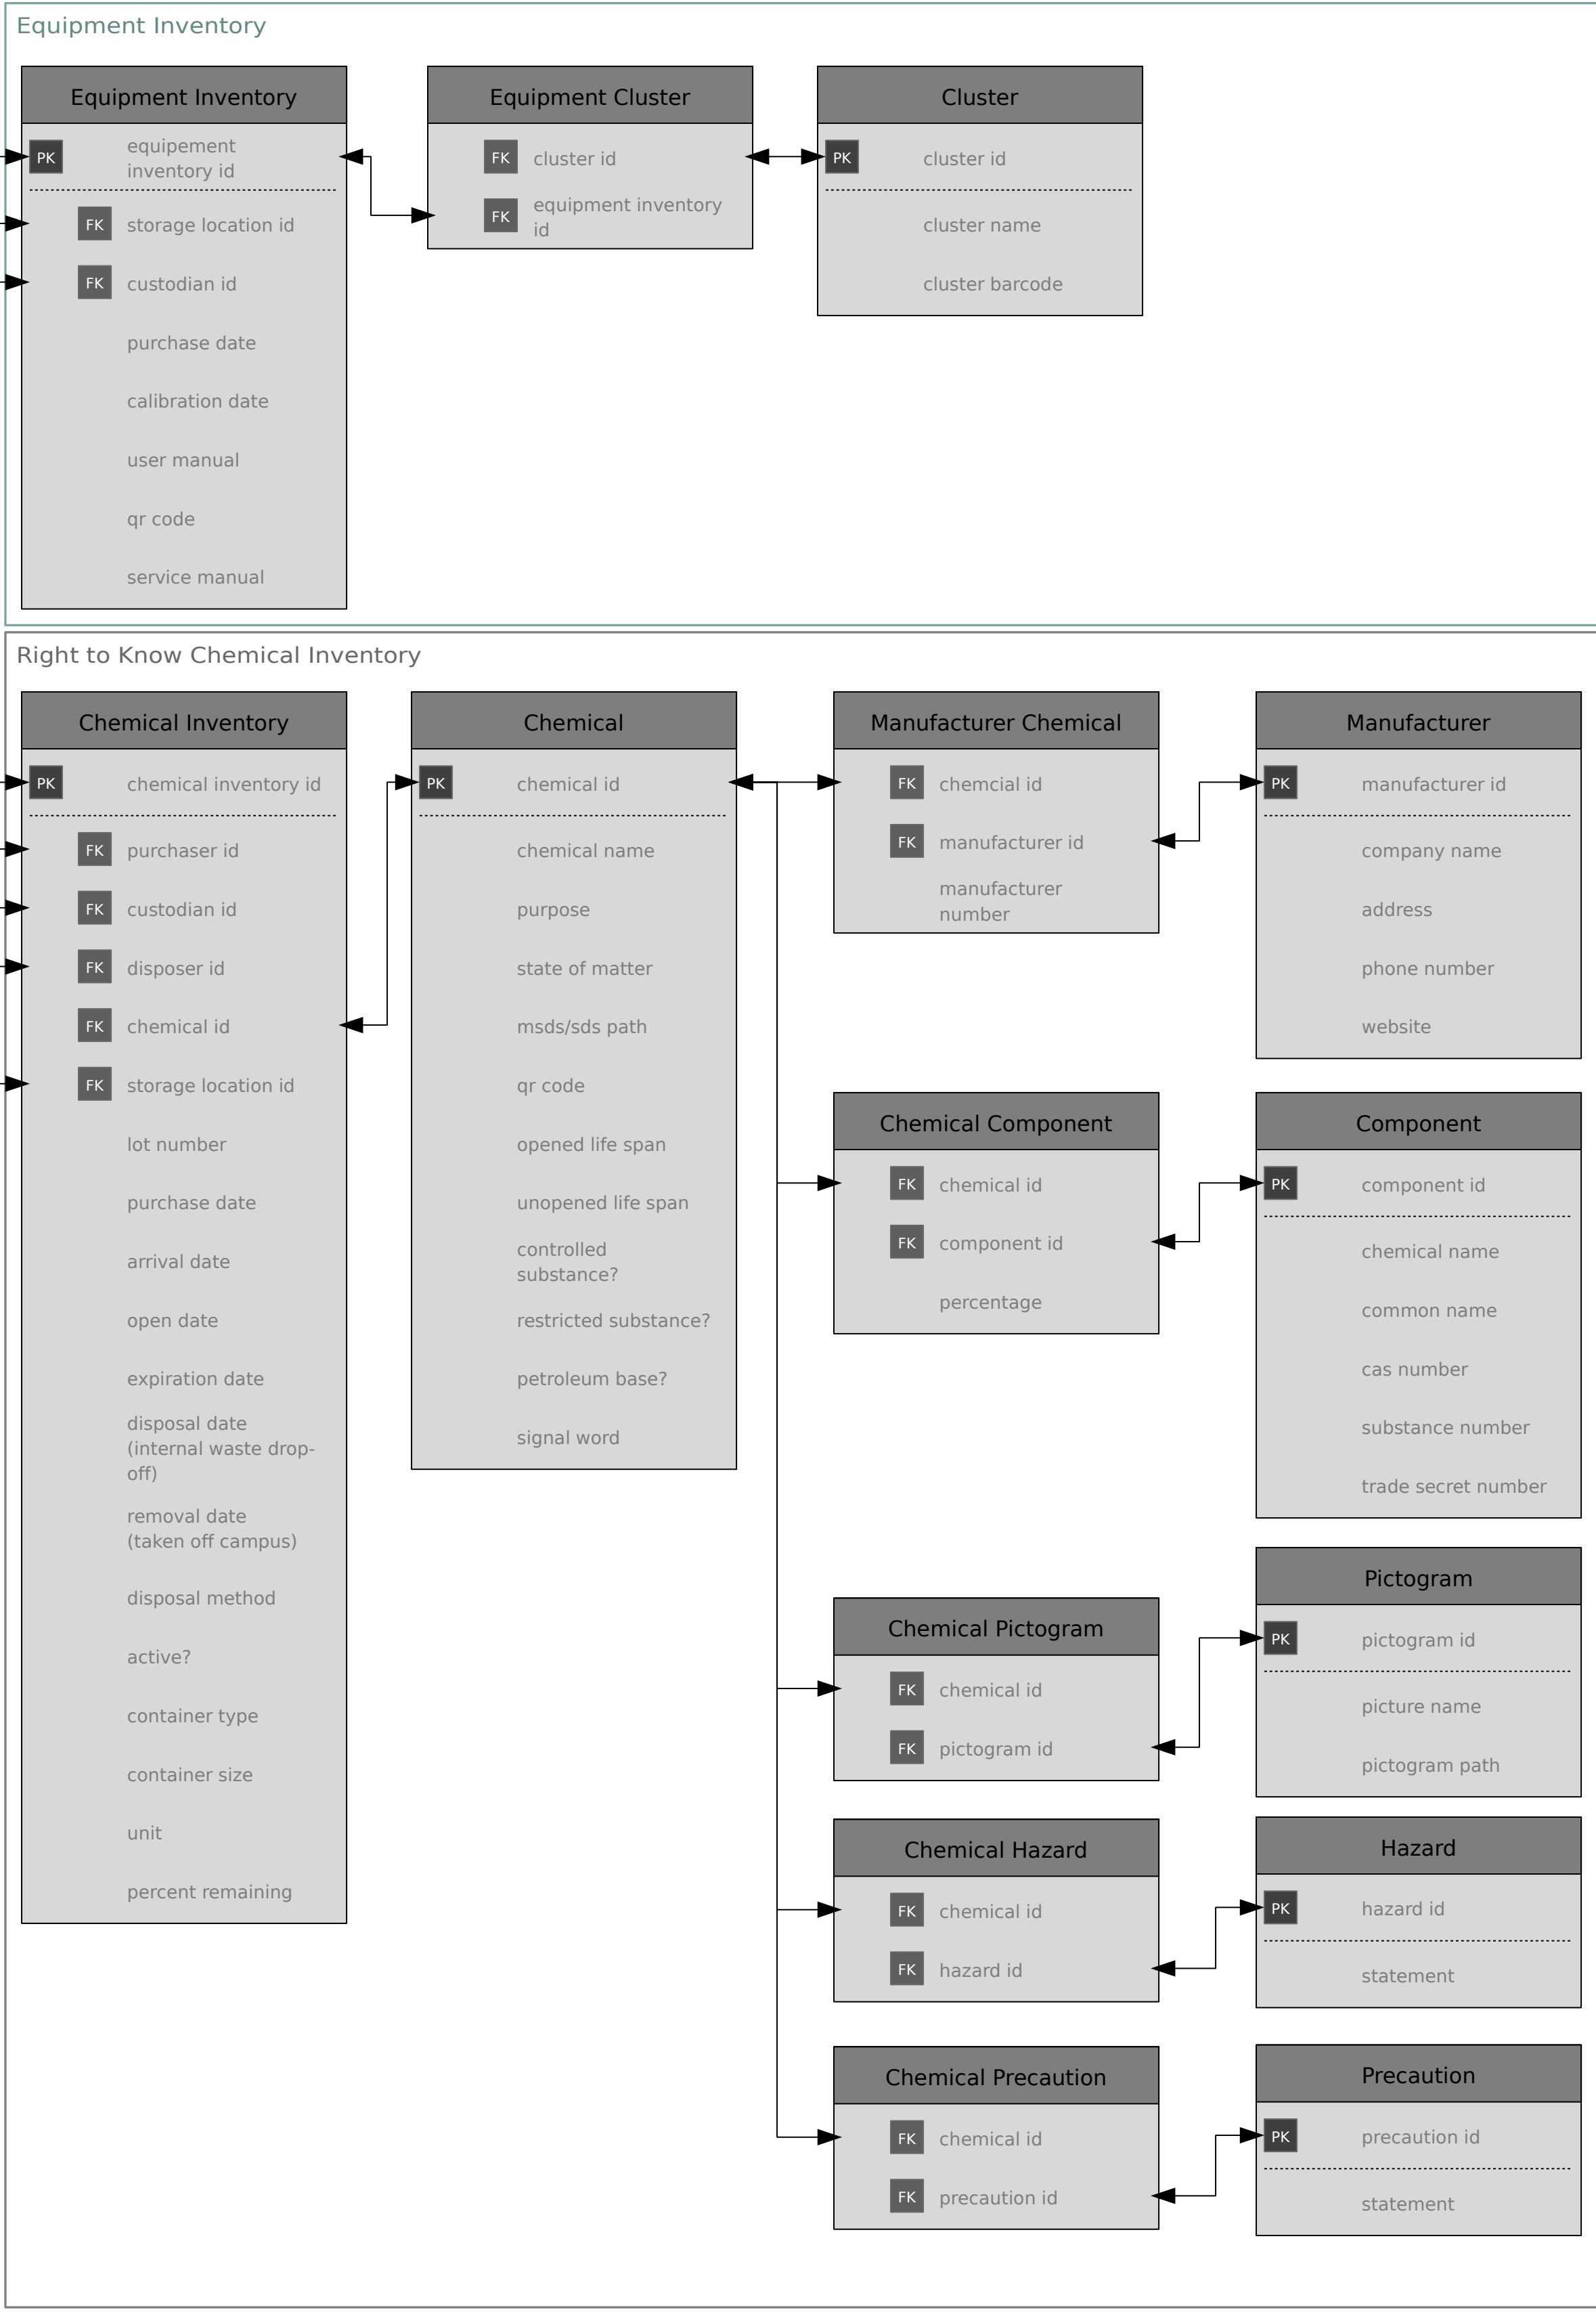 Equipment Inventory
Equipment Inventory
PK
equipement
inventory id
FK storage location id
FK custodian id
purchase date
calibration date
user manual
qr code
service manual
Equipment Cluster
FK cluster id
FK equipment inventory
id
Cluster
PK cluster id
cluster name
cluster barcode
Right to Know Chemical Inventory
Chemical Inventory
PK chemical inventory id
FK purchaser id
FK custodian id
FK disposer id
FK chemical id
FK storage location id
lot number
purchase date
arrival date
open date
expiration date
disposal date
(internal waste drop-
off)
removal date
(taken off campus)
disposal method
active?
container type
container size
unit
percent remaining
Chemical
PK chemical id
chemical name
purpose
state of matter
msds/sds path
qr code
opened life span
unopened life span
controlled
substance?
restricted substance?
petroleum base?
signal word
Manufacturer Chemical
FK chemcial id
FK manufacturer id
manufacturer
number
Manufacturer
PK manufacturer id
company name
address
phone number
website
Chemical Component
FK chemical id
FK component id
percentage
Component
PK component id
chemical name
common name
cas number
substance number
trade secret number
Chemical Pictogram
FK chemical id
FK pictogram id
Pictogram
PK pictogram id
picture name
pictogram path
Chemical Hazard
FK chemical id
FK hazard id
Hazard
PK hazard id
statement
Chemical Precaution
FK chemical id
FK precaution id
Precaution
PK precaution id
statement